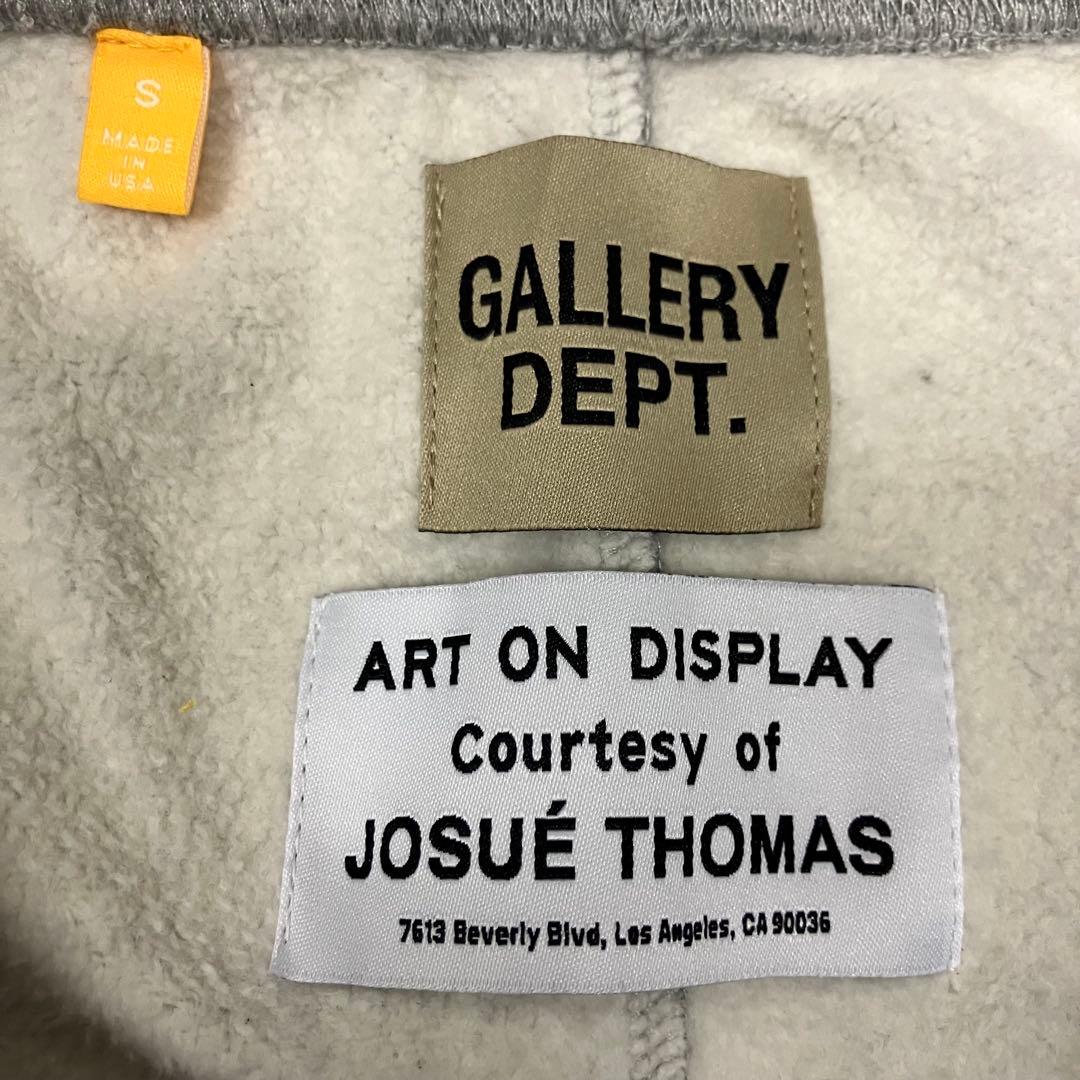 S
MADE
IN
USA
GALLERY
DEPT.
ART ON DISPLAY
Courtesy of
JOSUÉ THOMAS
7613 Beverly Blvd, Los Angeles, CA 90036